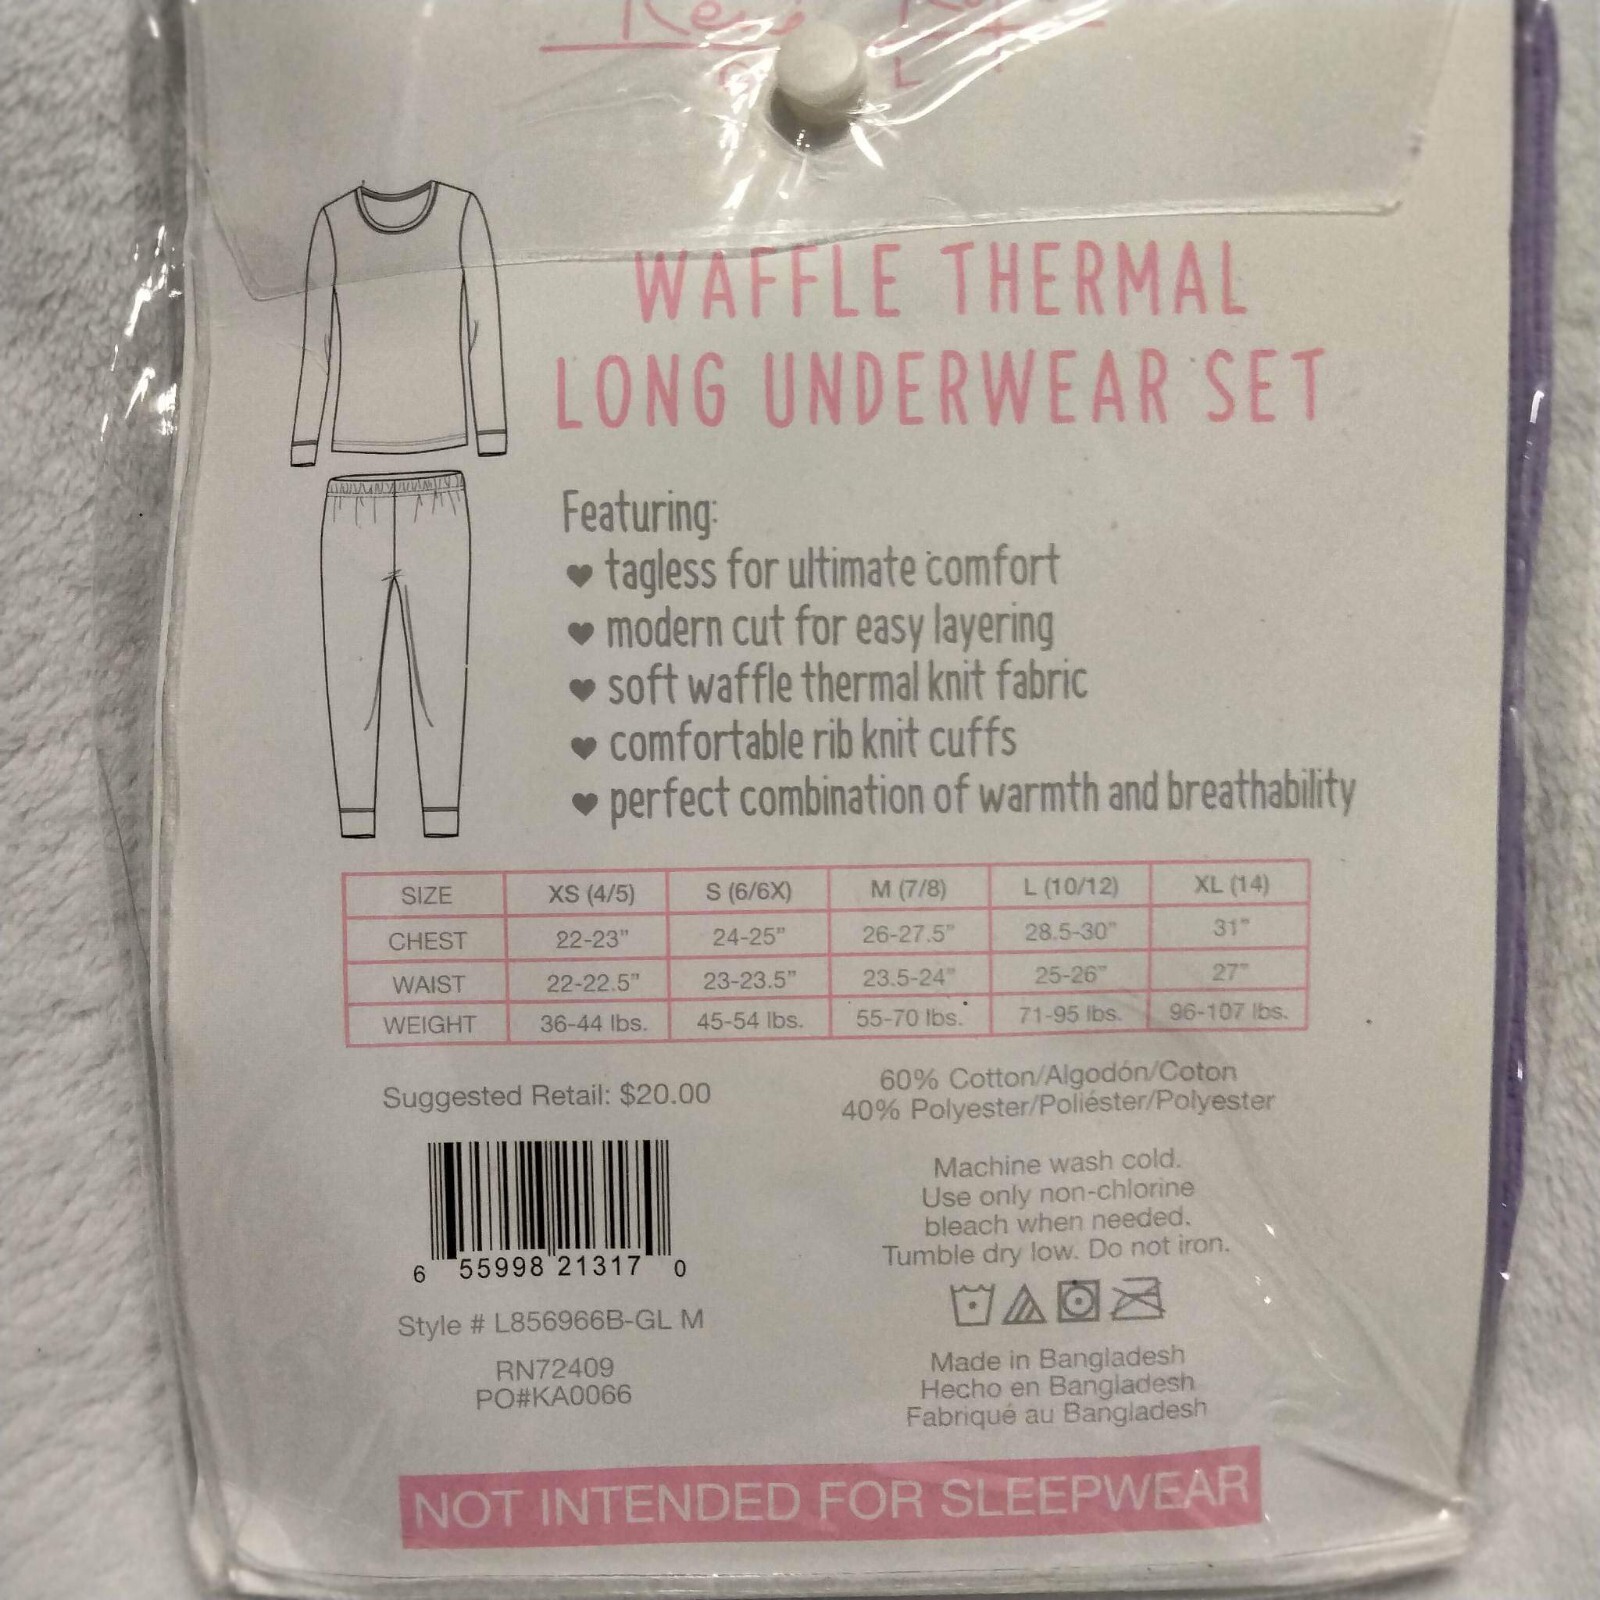 WAFFLE THERMAL
LONG UNDERWEAR SET
Featuring:
♥ tagless for ultimate comfort
♥ modern cut for easy layering
♥ soft waffle thermal knit fabric
♥ comfortable rib knit cuffs
♥ perfect combination of warmth and breathability
SIZE XS (4/5) S (6/6X) M (7/8) L (10/12) XL (14)
CHEST 22-23" 24-25" 26-27.5" 28.5-30" 31"
WAIST 22-22.5" 23-23.5" 23.5-24" 25-26" 27"
WEIGHT 36-44 lbs. 45-54 lbs. 55-70 lbs. 71-95 lbs. 96-107 lbs.
Suggested Retail: $20.00
6 55998 21317 0
Style # L856966B-GL M
RN72409
PO#KA0066
60% Cotton/Algodón/Coton
40% Polyester/Poliéster/Polyester
Machine wash cold.
Use only non-chlorine
bleach when needed.
Tumble dry low. Do not iron.
Made in Bangladesh
Hecho en Bangladesh
Fabriqué au Bangladesh
NOT INTENDED FOR SLEEPWEAR